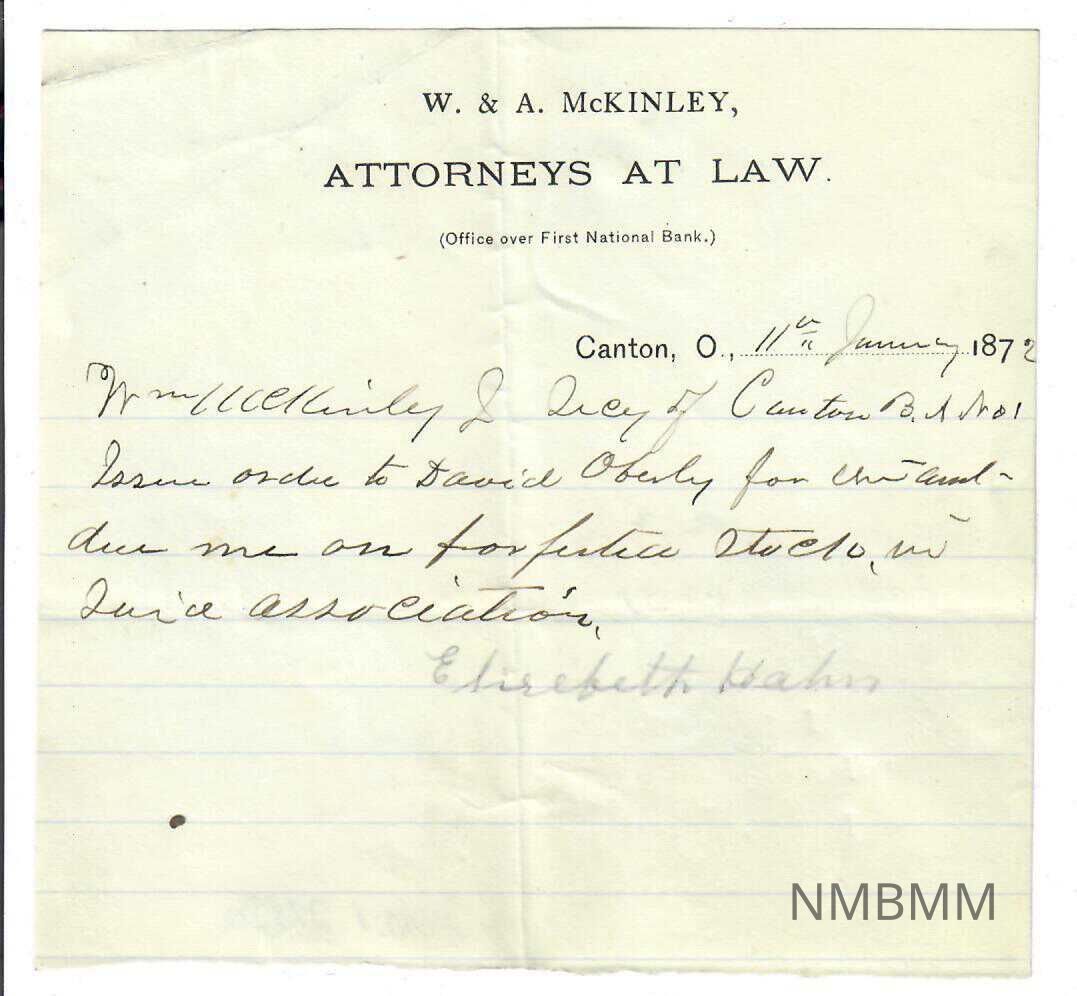 W. & A. McKINLEY,
ATTORNEYS AT LAW.
(Office over First National Bank.)
Canton, O., 11th January 1872
Wm McKinley Jr Secy of Canton B. A No 1
Issue order to David Oberly for the amt
due me on forfeited Stock, in
Said association,
Elizebeth Hahn
NMBMM